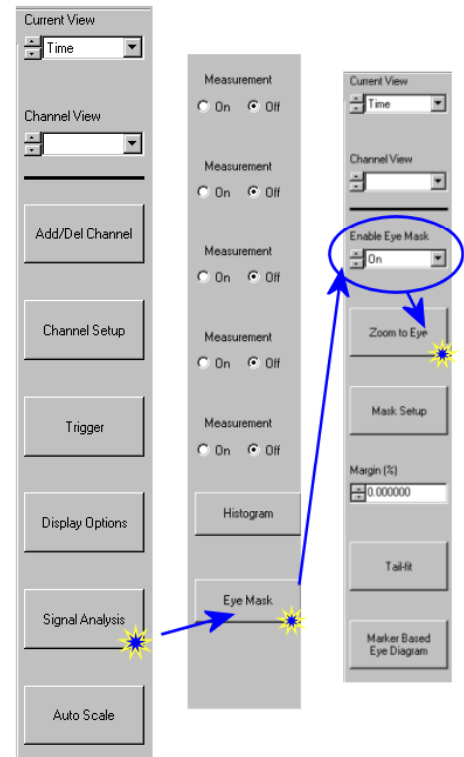 Current View
Time
Channel View
Add/Del Channel
Channel Setup
Trigger
Display Options
Signal Analysis
Auto Scale
Measurement
On Off
Measurement
On Off
Measurement
On Off
Measurement
On Off
Measurement
On Off
Histogram
Eye Mask
Current View
Time
Channel View
Enable Eye Mask
On
Zoom to Eye
Mask Setup
Margin (%)
0.000000
Tail-fit
Marker Based
Eye Diagram